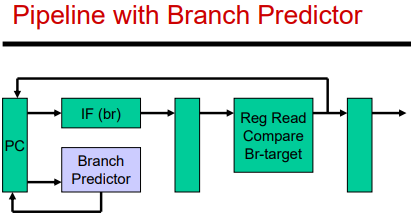 Pipeline with Branch Predictor
PC
IF (br)
Branch
Predictor
Reg Read
Compare
Br-target